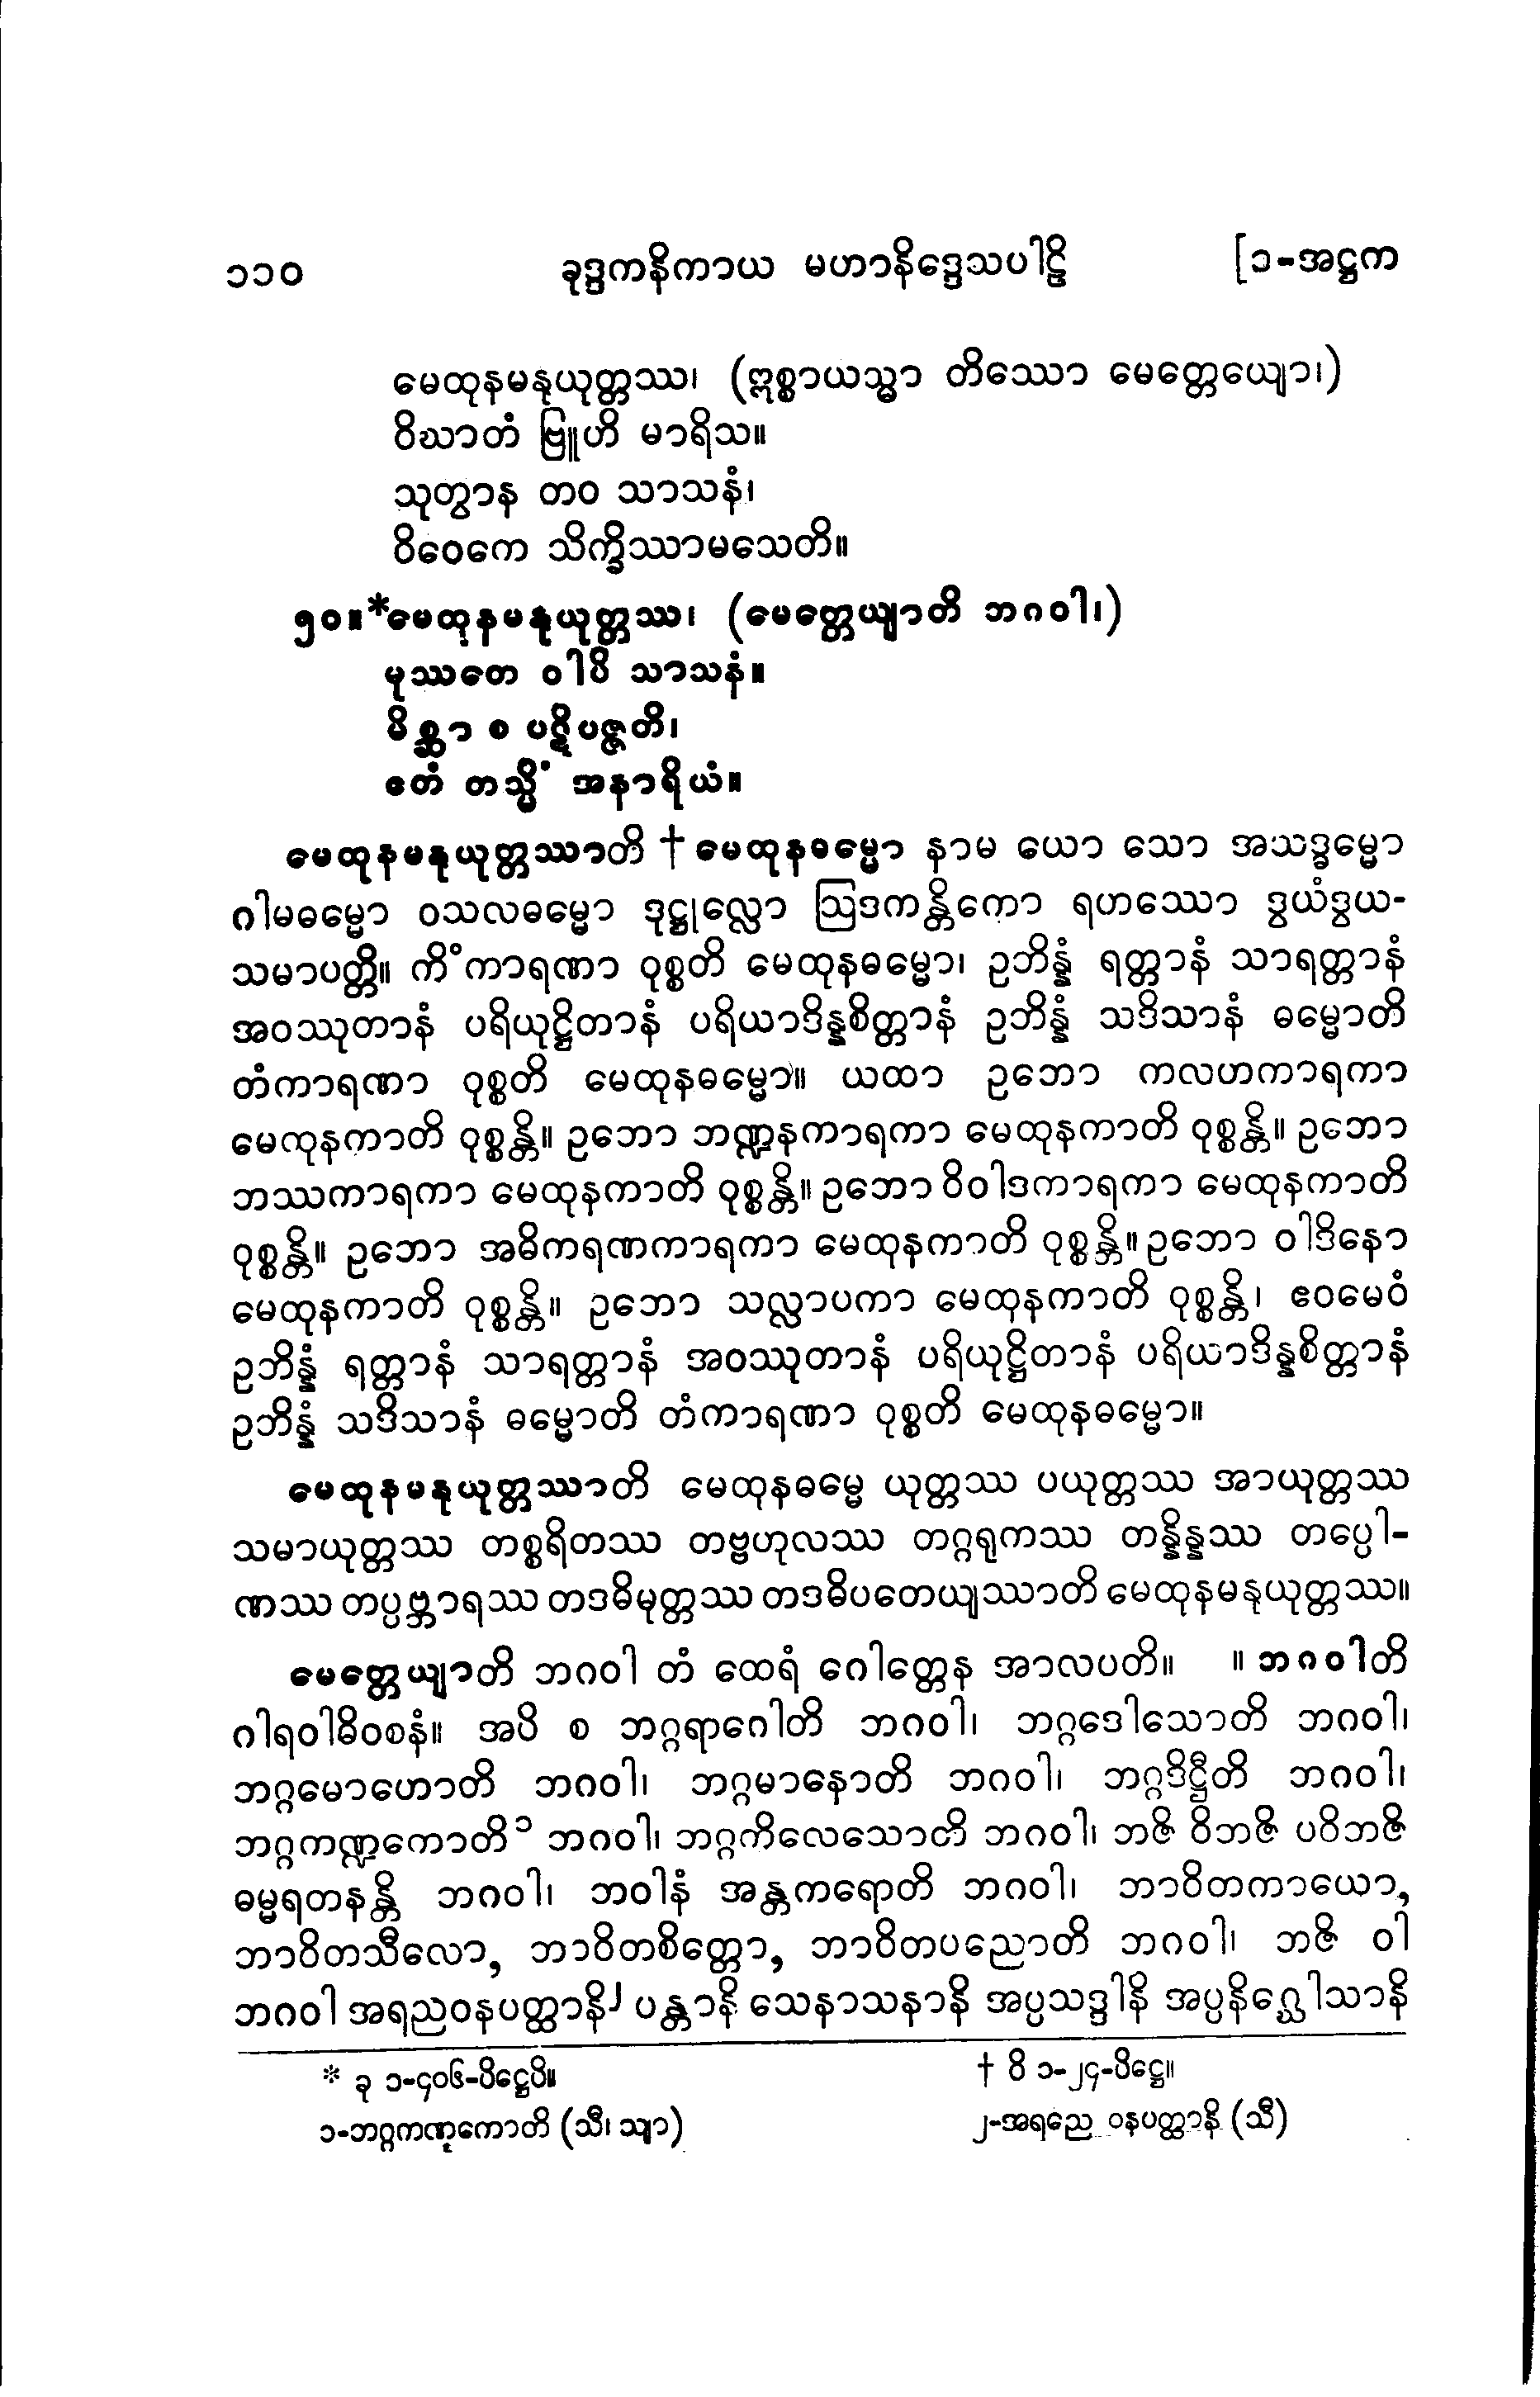 ၁၁၀ ခုဒ္ဒကနိကာယ မဟာနိဒ္ဒေသပါဠိ [၁-အဋ္ဌက
မေထုနမနုယုတ္တဿ၊ (ဣစ္စာယသ္မာ တိဿော မေတ္တေယျော၊)
ဝိဃာတံ ဗြူဟိ မာရိသ။
သုတွာန တဝ သာသနံ၊
ဝိဝေကေ သိက္ခိဿာမသေတိ။
၅၀။*မေထုနမနုယုတ္တဿ၊ (မေတ္တေယျာတိ ဘဂဝါ၊)
မုဿတေ ဝါပိ သာသနံ။
မိစ္ဆာ စ ပဋိပဇ္ဇတိ၊
ဧတံ တသ္မိံ အနာရိယံ။
မေထုနမနုယုတ္တဿာတိ † မေထုနဓမ္မော နာမ ယော သော အသဒ္ဓမ္မော
ဂါမဓမ္မော ဝသလဓမ္မော ဒုဋ္ဌုလ္လော ဩဒကန္တိကော ရဟဿော ဒွယံဒွယ-
သမာပတ္တိ။ ကိံကာရဏာ ဝုစ္စတိ မေထုနဓမ္မော၊ ဥဘိန္နံ ရတ္တာနံ သာရတ္တာနံ
အဝဿုတာနံ ပရိယုဋ္ဌိတာနံ ပရိယာဒိန္နစိတ္တာနံ ဥဘိန္နံ သဒိသာနံ ဓမ္မောတိ
တံကာရဏာ ဝုစ္စတိ မေထုနဓမ္မော။ ယထာ ဥဘော ကလဟကာရကာ
မေထုနကာတိ ဝုစ္စန္တိ။ ဥဘော ဘဏ္ဍနကာရကာ မေထုနကာတိ ဝုစ္စန္တိ။ ဥဘော
ဘဿကာရကာ မေထုနကာတိ ဝုစ္စန္တိ။ ဥဘော ဝိဝါဒကာရကာ မေထုနကာတိ
ဝုစ္စန္တိ။ ဥဘော အဓိကရဏကာရကာ မေထုနကာတိ ဝုစ္စန္တိ။ ဥဘော ဝါဒိနော
မေထုနကာတိ ဝုစ္စန္တိ။ ဥဘော သလ္လာပကာ မေထုနကာတိ ဝုစ္စန္တိ၊ ဧဝမေဝံ
ဥဘိန္နံ ရတ္တာနံ သာရတ္တာနံ အဝဿုတာနံ ပရိယုဋ္ဌိတာနံ ပရိယာဒိန္နစိတ္တာနံ
ဥဘိန္နံ သဒိသာနံ ဓမ္မောတိ တံကာရဏာ ဝုစ္စတိ မေထုနဓမ္မော။
မေထုနမနုယုတ္တဿာတိ မေထုနဓမ္မေ ယုတ္တဿ ပယုတ္တဿ အာယုတ္တဿ
သမာယုတ္တဿ တစ္စရိတဿ တဗ္ဗဟုလဿ တဂ္ဂရုကဿ တန္နိန္နဿ တပ္ပေါ-
ဏဿ တပ္ပဗ္ဘာရဿ တဒဓိမုတ္တဿ တဒဓိပတေယျဿာတိ မေထုနမနုယုတ္တဿ။
မေတ္တေယျာတိ ဘဂဝါ တံ ထေရံ ဂေါတ္တေန အာလပတိ။ ။ ဘဂဝါတိ
ဂါရဝါဓိဝစနံ။ အပိ စ ဘဂ္ဂရာဂေါတိ ဘဂဝါ၊ ဘဂ္ဂဒေါသောတိ ဘဂဝါ၊
ဘဂ္ဂမောဟောတိ ဘဂဝါ၊ ဘဂ္ဂမာနောတိ ဘဂဝါ၊ ဘဂ္ဂဒိဋ္ဌီတိ ဘဂဝါ၊
ဘဂ္ဂကဏ္ဍကောတိ၁ ဘဂဝါ၊ ဘဂ္ဂကိလေသောတိ ဘဂဝါ၊ ဘဇိ ဝိဘဇိ ပဝိဘဇိ
ဓမ္မရတနန္တိ ဘဂဝါ၊ ဘဝါနံ အန္တကရောတိ ဘဂဝါ၊ ဘာဝိတကာယော,
ဘာဝိတသီလော, ဘာဝိတစိတ္တော, ဘာဝိတပညောတိ ဘဂဝါ၊ ဘဇိ ဝါ
ဘဂဝါ အရညဝနပတ္ထာနိ၂ ပန္တာနိ သေနာသနာနိ အပ္ပသဒ္ဒါနိ အပ္ပနိဂ္ဃေါသာနိ
* ခု ၁-၄၀၆-ပိဋ္ဌေပိ။ † ဝိ ၁-၂၄-ပိဋ္ဌေ။
၁-ဘဂ္ဂကဏ္ဋကောတိ (သီ၊ သျာ) ၂-အရညေ ဝနပတ္ထာနိ (သီ)